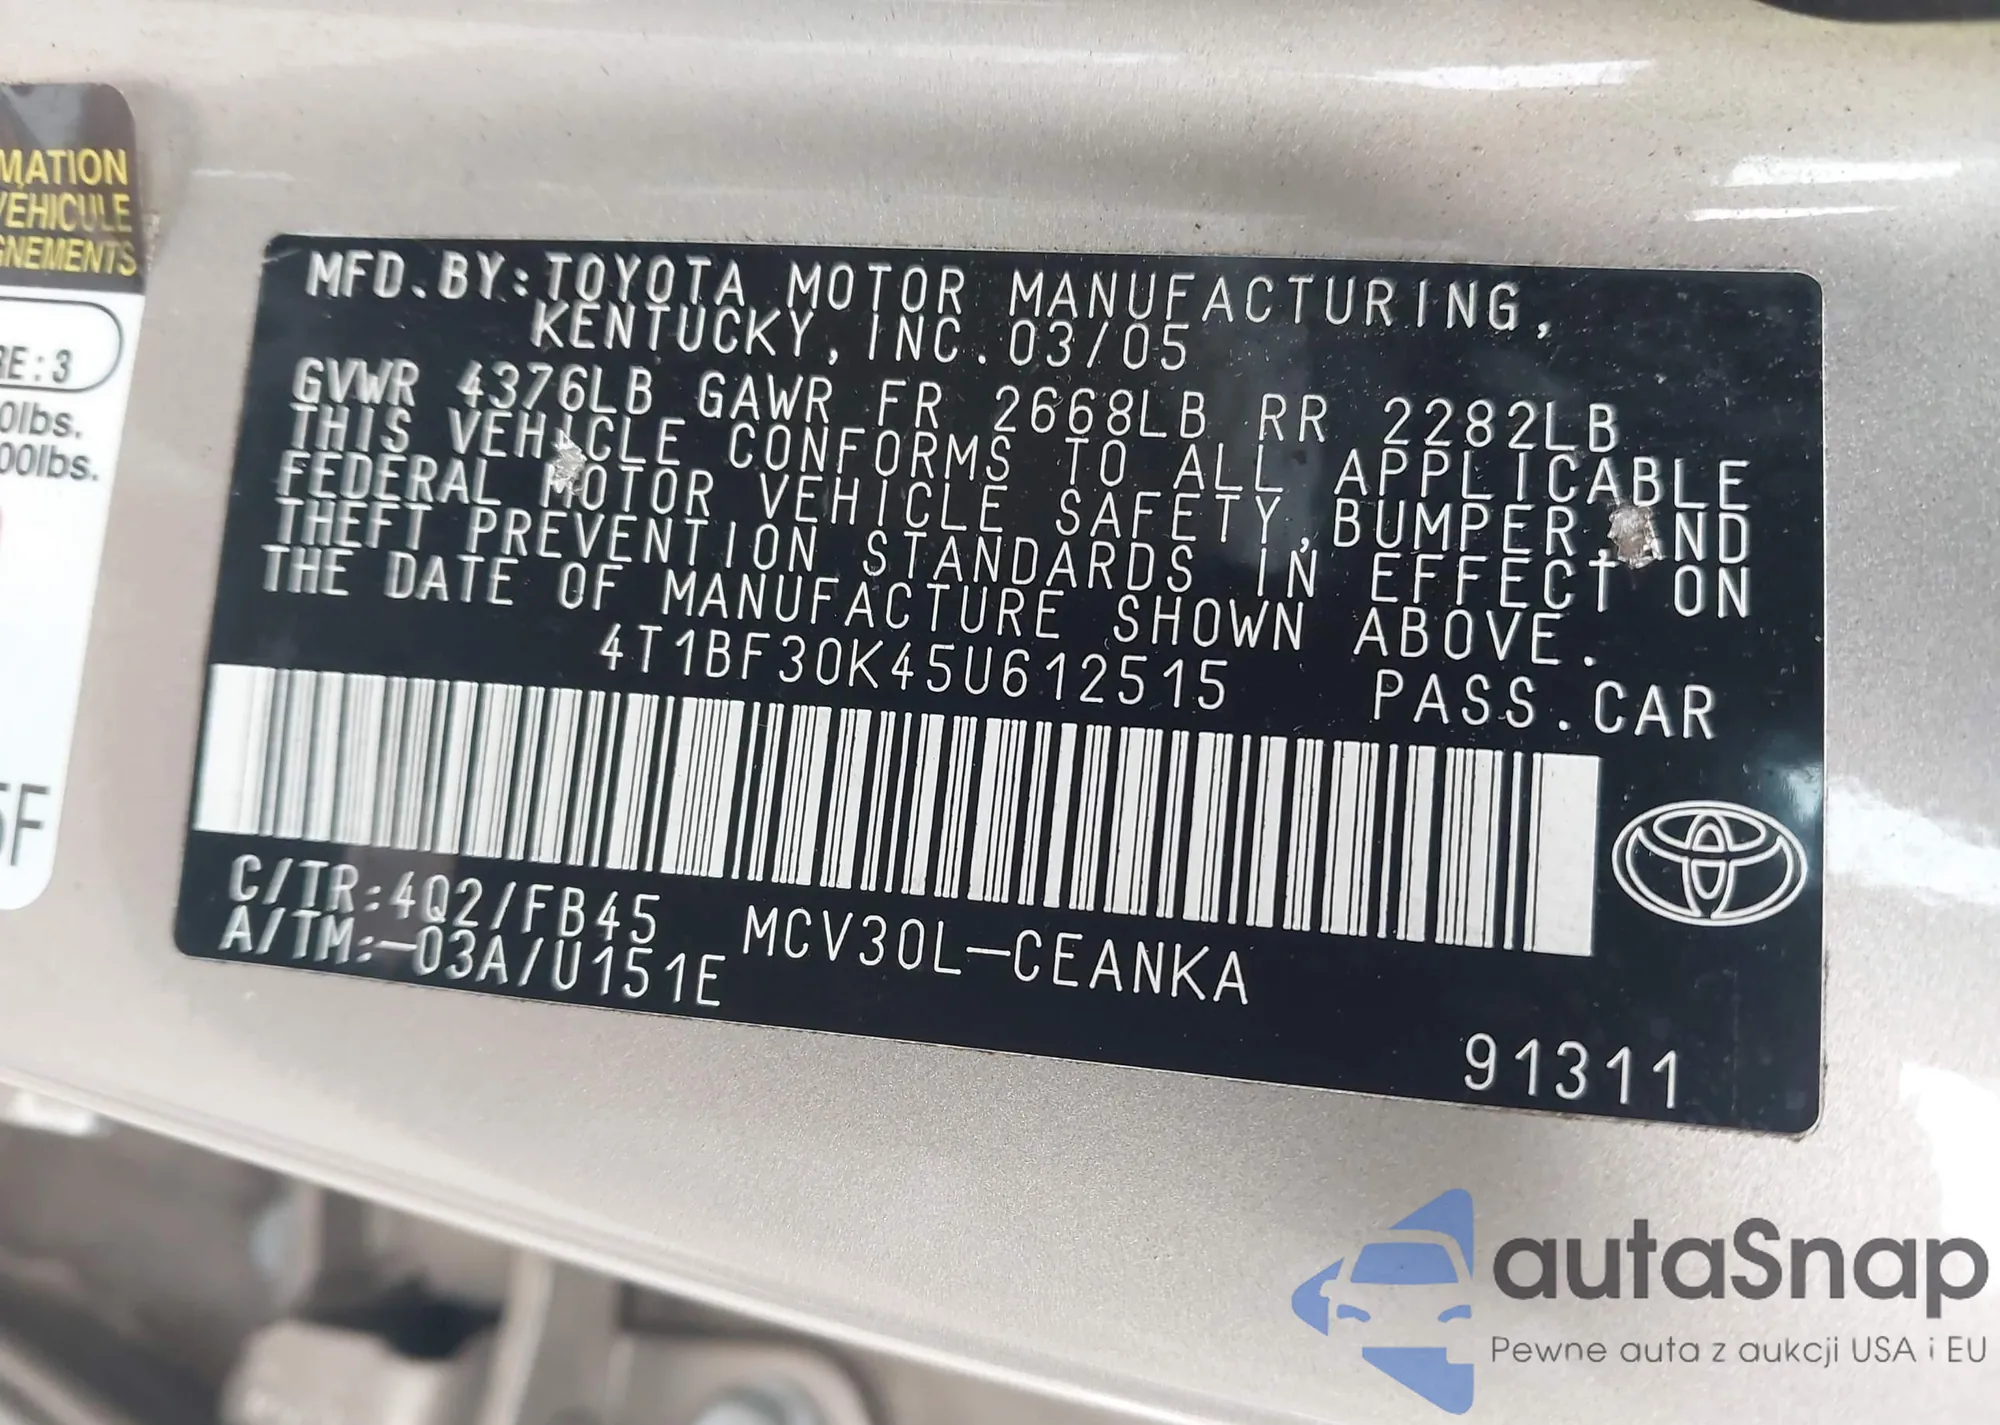 MATION
VÉHICULE
GNEMENTS
RE:3
0lbs.
00lbs.
5F
MFD. BY: TOYOTA MOTOR MANUFACTURING,
KENTUCKY, INC. 03/05
GVWR 4376LB GAWR FR 2668LB RR 2282LB
THIS VEHICLE CONFORMS TO ALL APPLICABLE
FEDERAL MOTOR VEHICLE SAFETY, BUMPER, AND
THEFT PREVENTION STANDARDS IN EFFECT ON
THE DATE OF MANUFACTURE SHOWN ABOVE.
4T1BF30K45U612515 PASS. CAR
C/TR:4Q2/FB45 MCV30L-CEANKA
A/TM:-03A/U151E
91311
autaSnap
Pewne auta z aukcji USA i EU